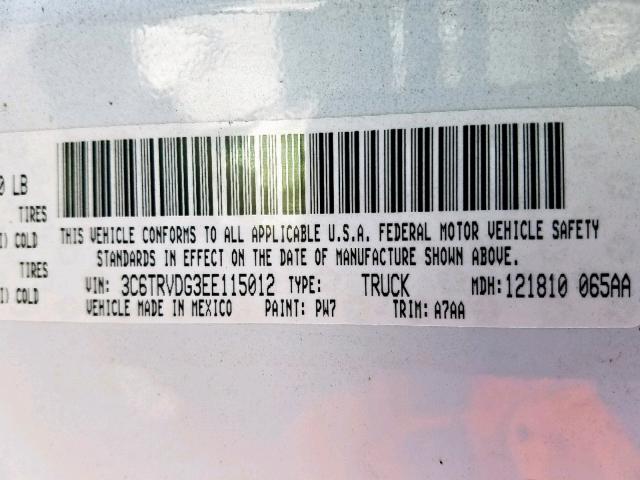 0 LB
TIRES
THIS VEHICLE CONFORMS TO ALL APPLICABLE U.S.A. FEDERAL MOTOR VEHICLE SAFETY
I) COLD
STANDARDS IN EFFECT ON THE DATE OF MANUFACTURE SHOWN ABOVE.
TIRES
VIN: 3C6TRVDG3EE115012 TYPE: TRUCK MDH: 121810 065AA
I) COLD
VEHICLE MADE IN MEXICO PAINT: PW7 TRIM: A7AA